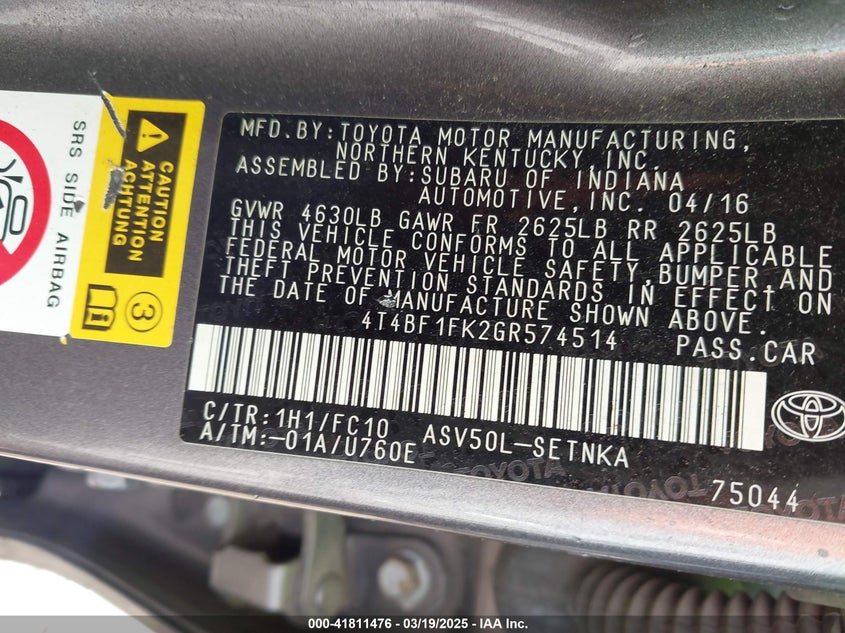 SRS SIDE AIRBAG
CAUTION
ATTENTION
ACHTUNG
3
MFD.BY:TOYOTA MOTOR MANUFACTURING,
NORTHERN KENTUCKY,INC.
ASSEMBLED BY:SUBARU OF INDIANA
AUTOMOTIVE,INC. 04/16
GVWR 4630LB GAWR FR 2625LB RR 2625LB
THIS VEHICLE CONFORMS TO ALL APPLICABLE
FEDERAL MOTOR VEHICLE SAFETY,BUMPER,AND
THEFT PREVENTION STANDARDS IN EFFECT ON
THE DATE OF MANUFACTURE SHOWN ABOVE.
4T4BF1FK2GR574514 PASS.CAR
C/TR:1H1/FC10 ASV50L-SETNKA
A/TM:-01A/U760E
TOYOTA TOYOTA
75044
000-41811476 — 03/19/2025 — IAA Inc.